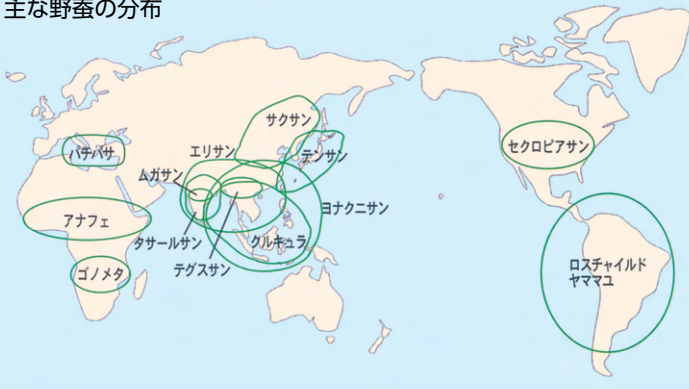 主な野蚕の分布
サクサン
エリサン
テンサン
セクロピアサン
パチパサ
ムガサン
ヨナクニサン
アナフェ
タサールサン
クルキュラ
テグスサン
ゴノメタ
ロスチャイルド
ヤママユ